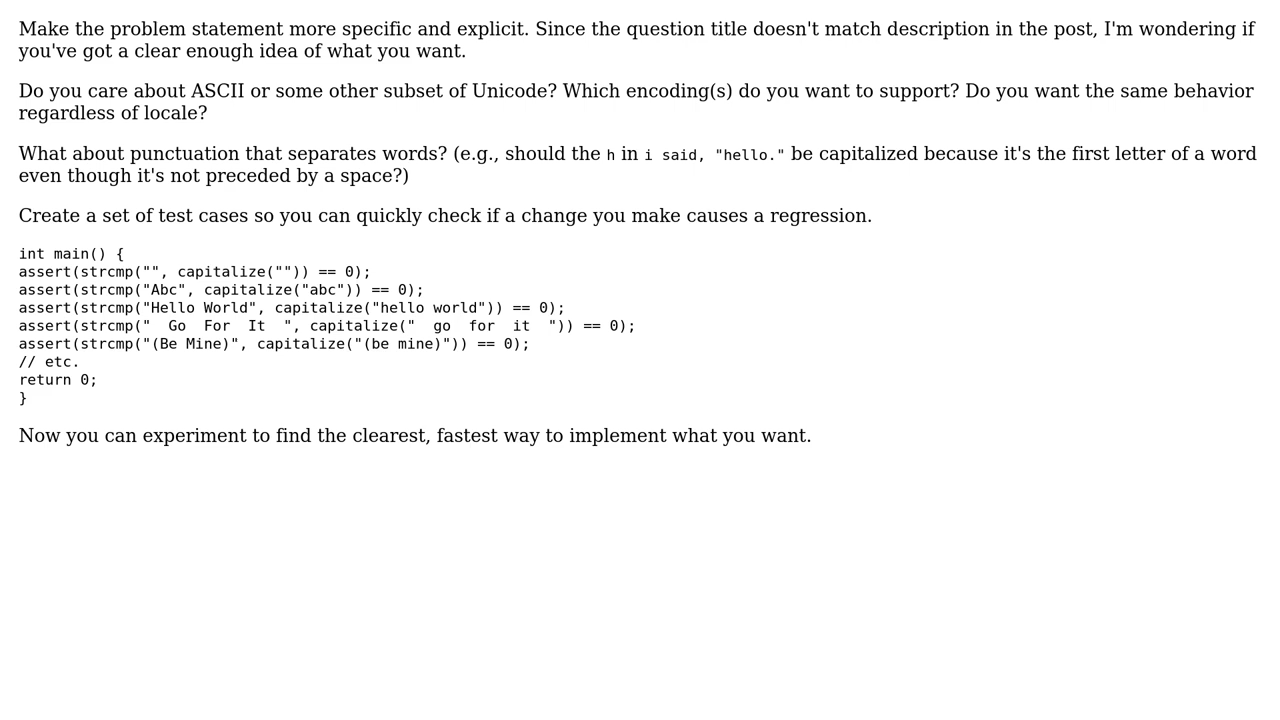 Make the problem statement more specific and explicit. Since the question title doesn't match description in the post, I'm wondering if
you've got a clear enough idea of what you want.
Do you care about ASCII or some other subset of Unicode? Which encoding(s) do you want to support? Do you want the same behavior
regardless of locale?
What about punctuation that separates words? (e.g., should the h in i said, "hello." be capitalized because it's the first letter of a word
even though it's not preceded by a space?)
Create a set of test cases so you can quickly check if a change you make causes a regression.
int main() {
assert(strcmp("", capitalize("")) == 0);
assert(strcmp("Abc", capitalize("abc")) == 0);
assert(strcmp("Hello World", capitalize("hello world")) == 0);
assert(strcmp("  Go  For  It  ", capitalize("  go  for  it  ")) == 0);
assert(strcmp("(Be Mine)", capitalize("(be mine)")) == 0);
// etc.
return 0;
}
Now you can experiment to find the clearest, fastest way to implement what you want.